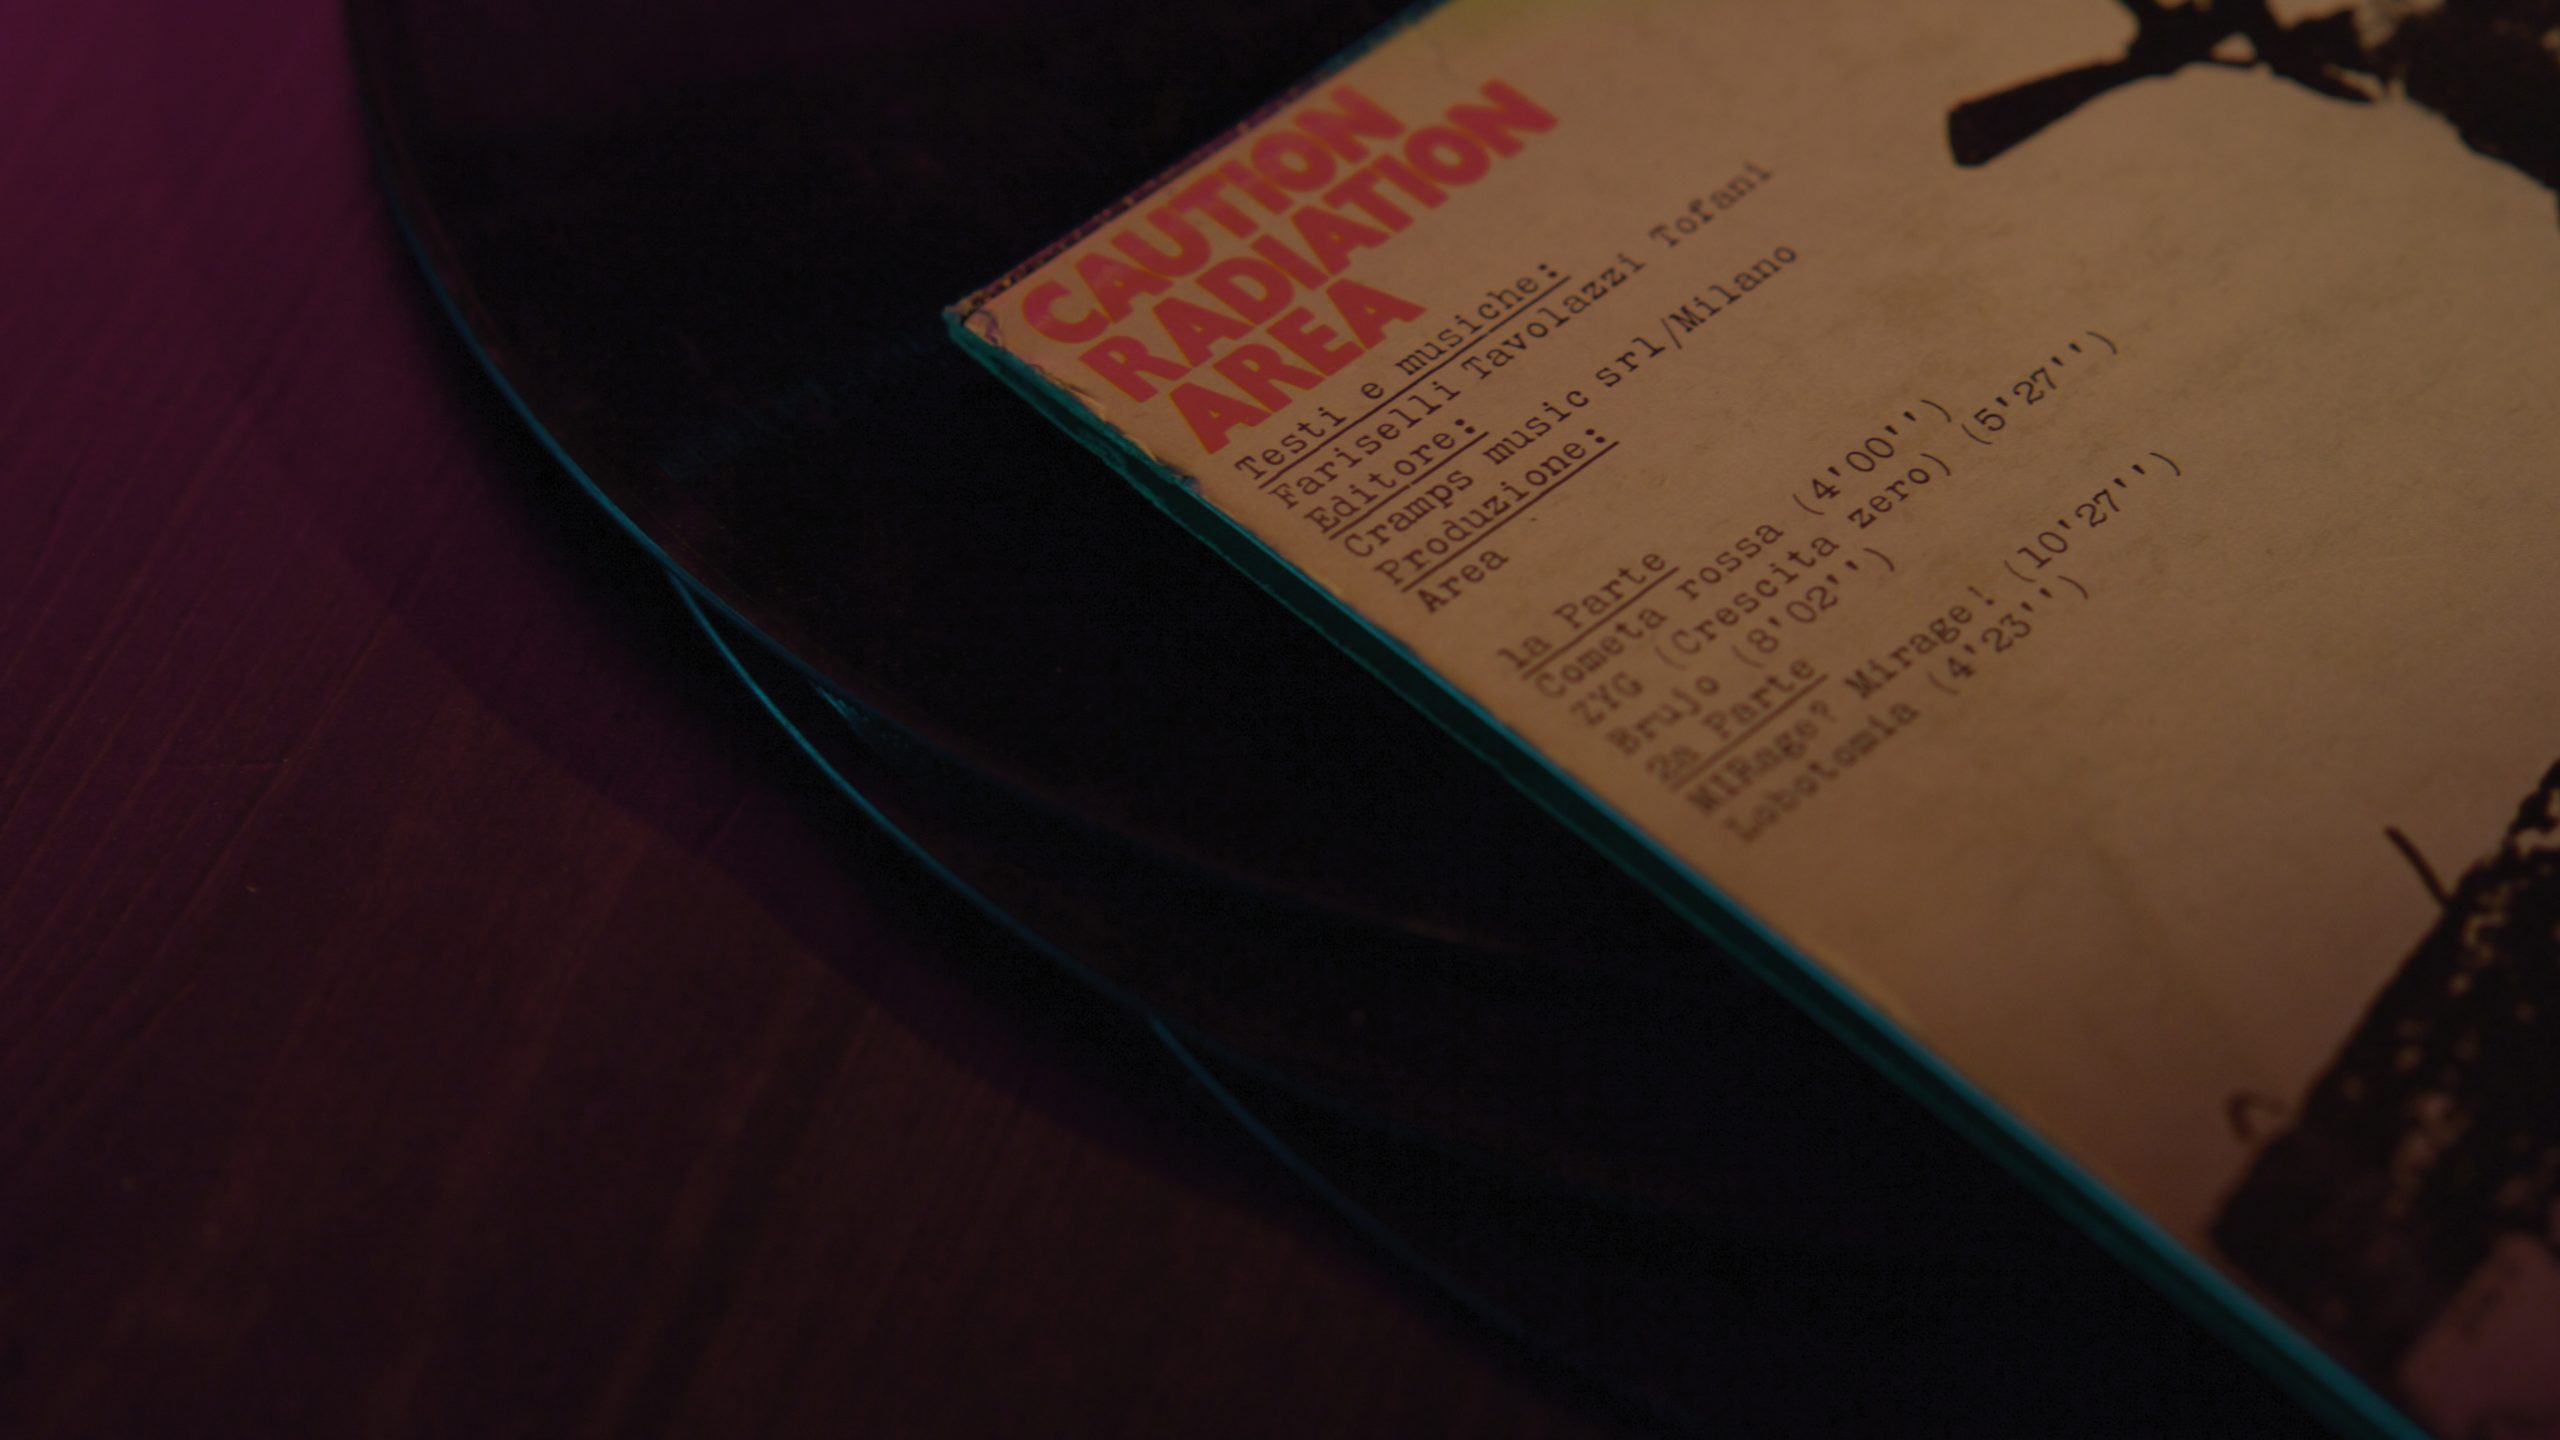 CAUTION
RADIATION
AREA
Testi e musiche:
Fariselli Tavolazzi Tofani
Editore:
Cramps music srl/Milano
Produzione:
Area
1a Parte
Cometa rossa (4'00'')
ZYG (Crescita zero) (5'27'')
Brujo (8'02'')
2a Parte
MIRage? Mirage! (10'27'')
Lobotomia (4'23'')